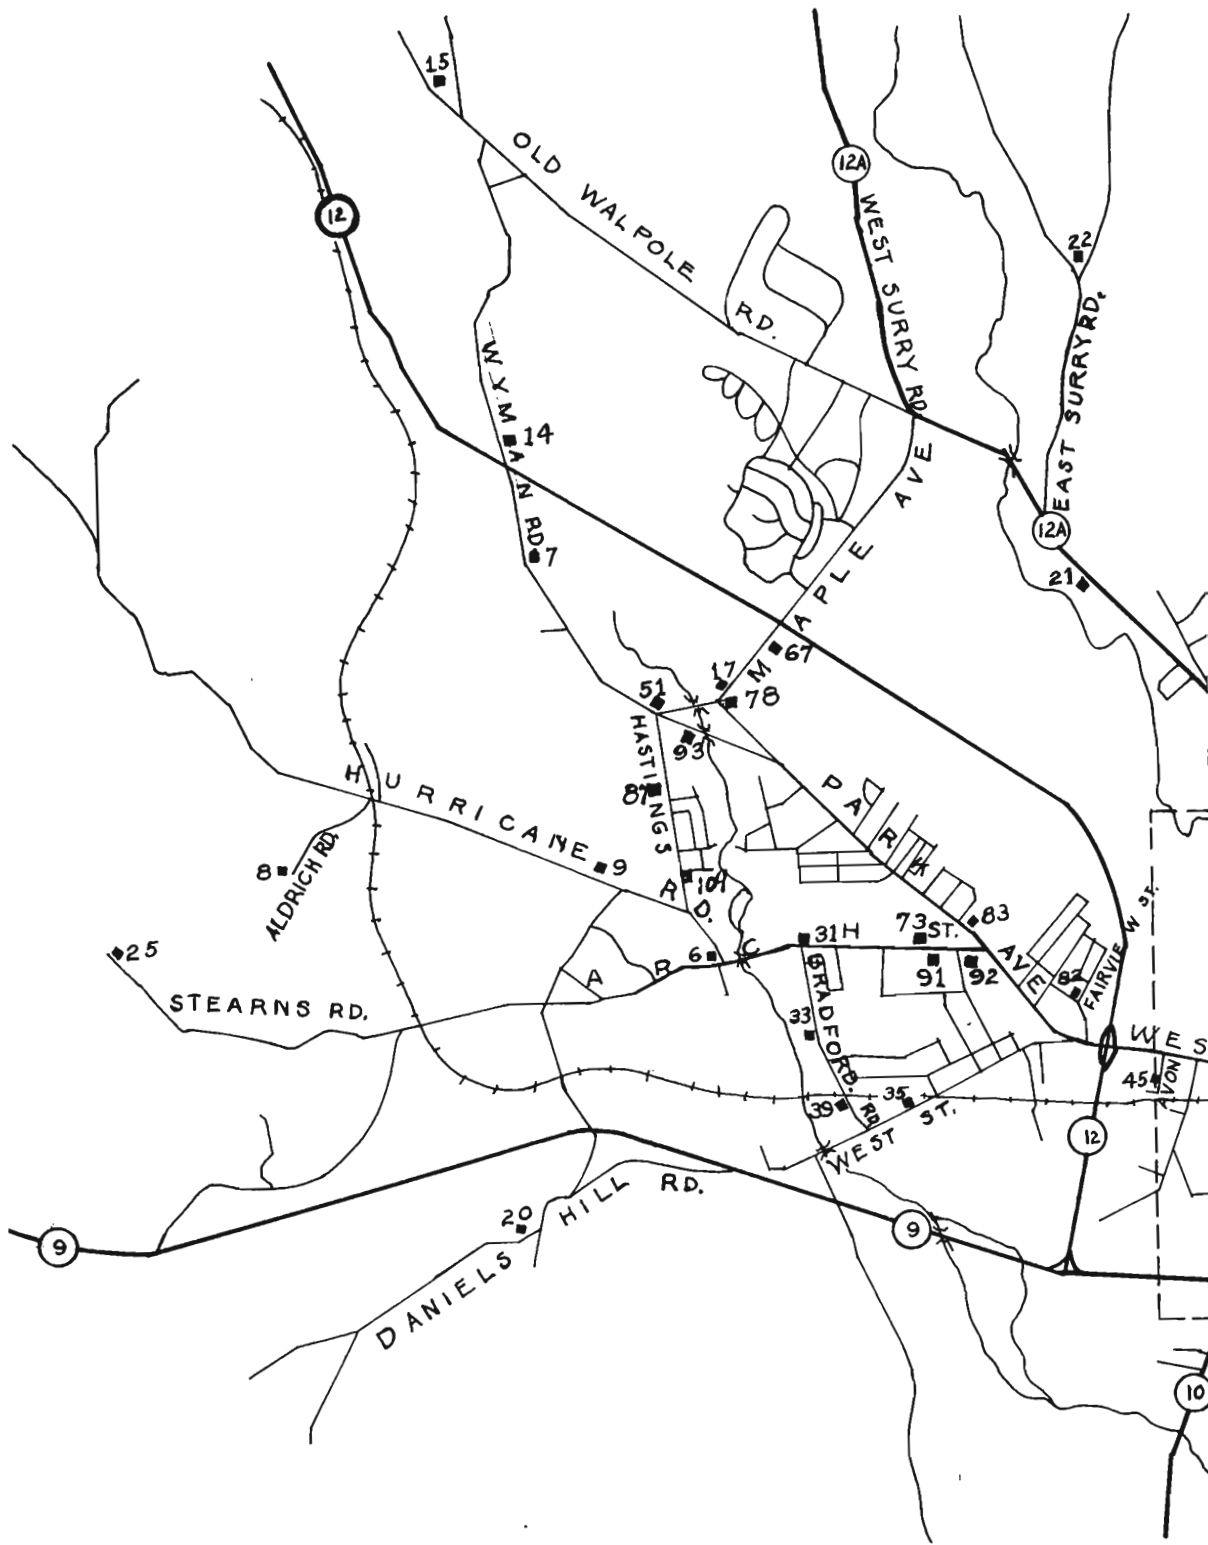 15
OLD WALPOLE RD.
12A
12
WEST SURRY RD.
22
EAST SURRY RD.
WYMAN RD.
14
7
MAPLE AVE
12A
21
67
17
78
51
93
HASTINGS
87
HURRICANE RD.
PARK AVE
8
ALDRICH RD.
9
101
83
73
31
ARCH ST.
FAIRVIEW ST.
25
6
91
92
82
STEARNS RD.
BRADFORD RD.
33
WES
45
AVON
39
35
WEST ST.
12
DANIELS HILL RD.
20
9
9
10